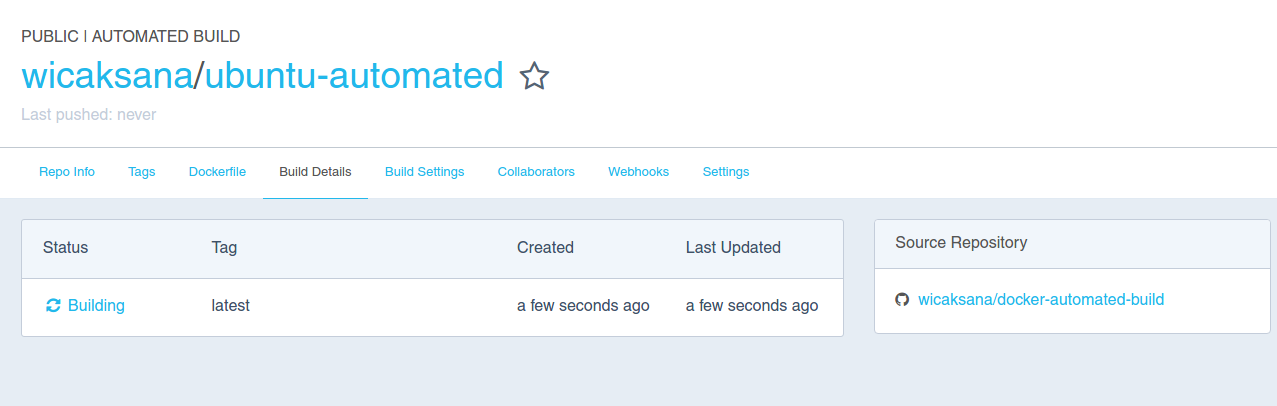 PUBLIC | AUTOMATED BUILD
wicaksana/ubuntu-automated
Last pushed: never
Repo Info Tags Dockerfile Build Details Build Settings Collaborators Webhooks Settings
Status Tag Created Last Updated
Building latest a few seconds ago a few seconds ago
Source Repository
wicaksana/docker-automated-build